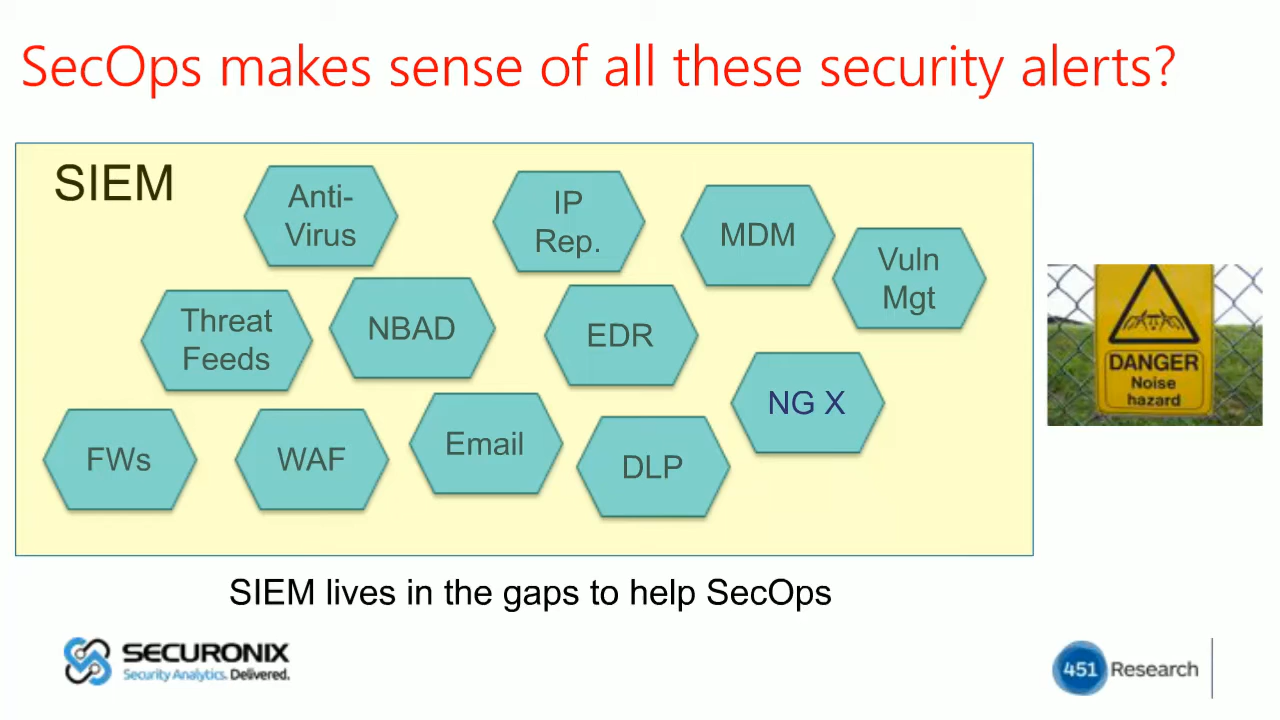 SecOps makes sense of all these security alerts?
SIEM
Anti-
Virus
IP
Rep.
MDM
Vuln
Mgt
Threat
Feeds
NBAD
EDR
NG X
FWs
WAF
Email
DLP
DANGER
Noise
hazard
SIEM lives in the gaps to help SecOps
SECURONIX
Security Analytics. Delivered.
451 Research